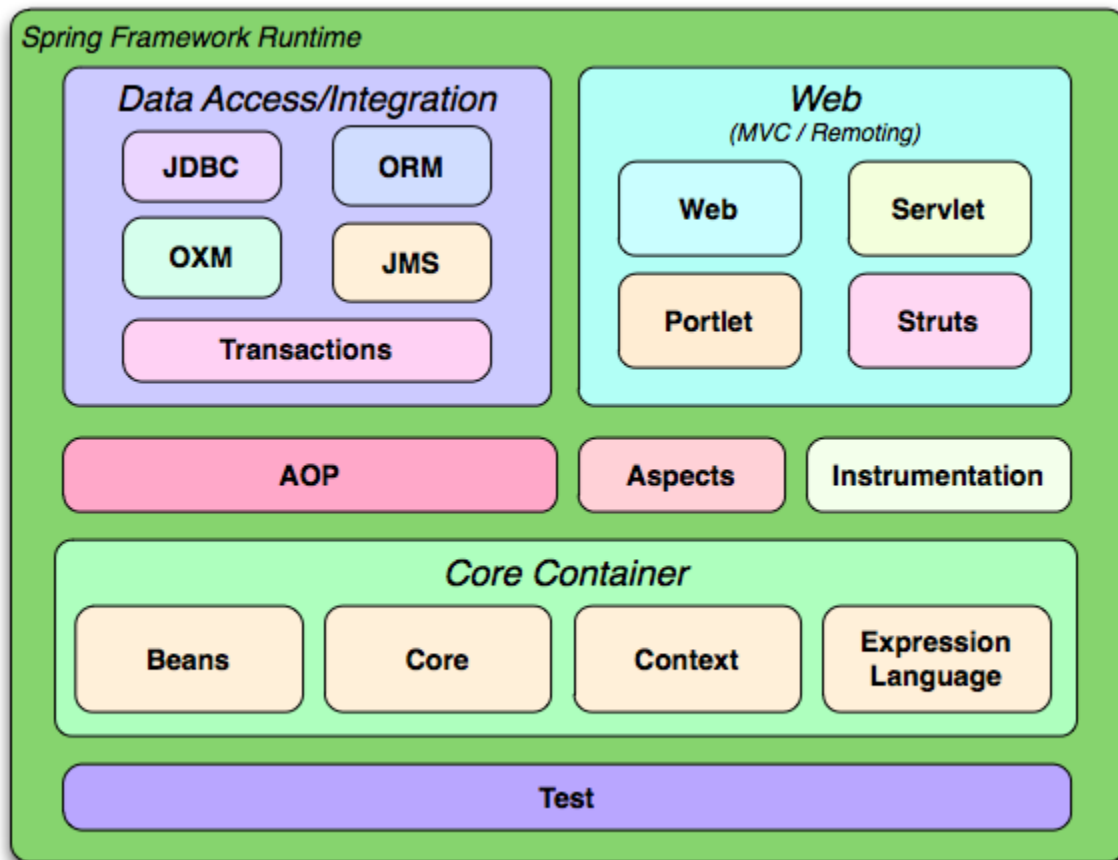 Spring Framework Runtime
Data Access/Integration
JDBC
ORM
OXM
JMS
Transactions
Web
(MVC / Remoting)
Web
Servlet
Portlet
Struts
AOP
Aspects
Instrumentation
Core Container
Beans
Core
Context
Expression
Language
Test